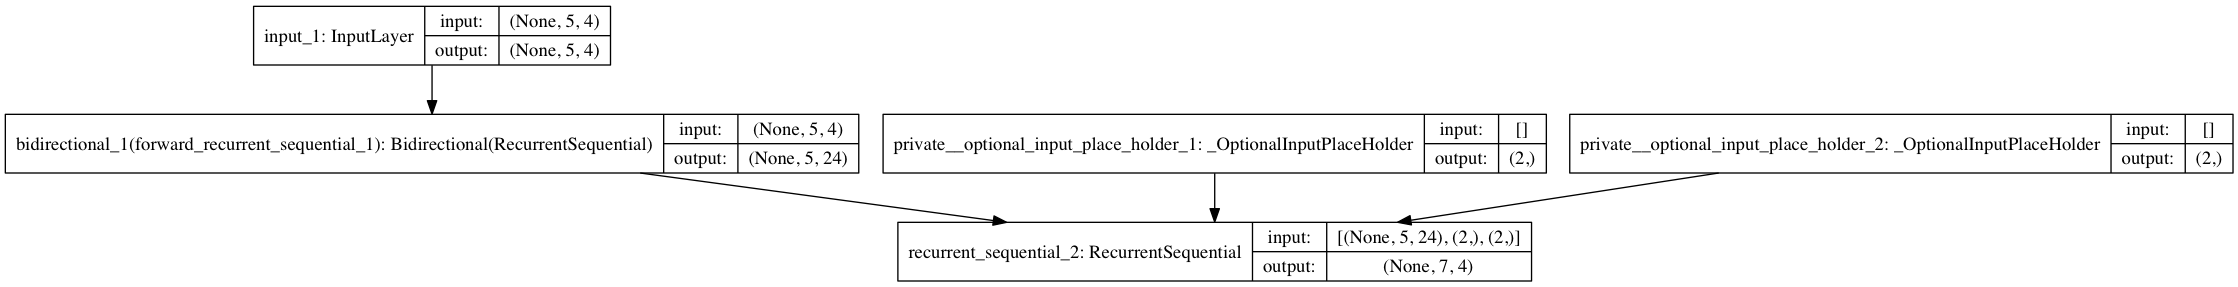 input_1: InputLayer
input:
(None, 5, 4)
output:
(None, 5, 4)
bidirectional_1(forward_recurrent_sequential_1): Bidirectional(RecurrentSequential)
input:
(None, 5, 4)
output:
(None, 5, 24)
private__optional_input_place_holder_1: _OptionalInputPlaceHolder
input:
[]
output:
(2,)
private__optional_input_place_holder_2: _OptionalInputPlaceHolder
input:
[]
output:
(2,)
recurrent_sequential_2: RecurrentSequential
input:
[(None, 5, 24), (2,), (2,)]
output:
(None, 7, 4)